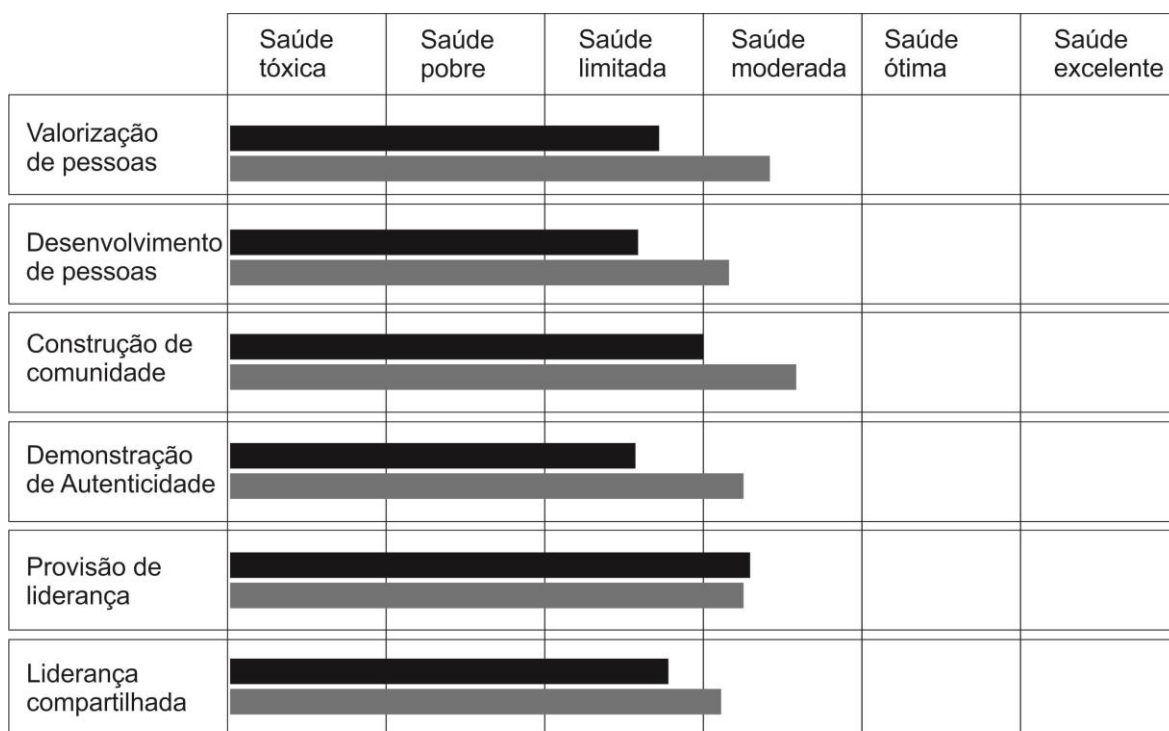 Saúde
tóxica
Saúde
pobre
Saúde
limitada
Saúde
moderada
Saúde
ótima
Saúde
excelente
Valorização
de pessoas
Desenvolvimento
de pessoas
Construção de
comunidade
Demonstração
de Autenticidade
Provisão de
liderança
Liderança
compartilhada